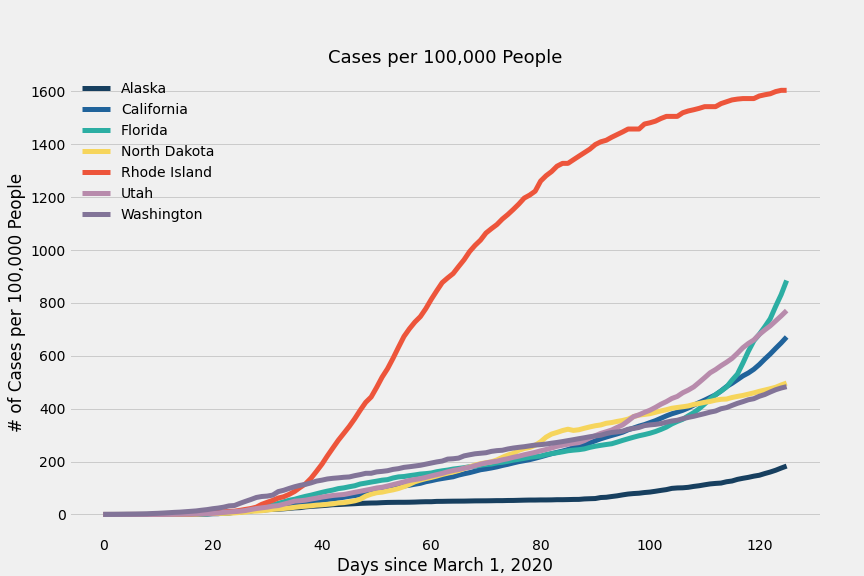 Cases per 100,000 People
# of Cases per 100,000 People
1600
1400
1200
1000
800
600
400
200
0
Alaska
California
Florida
North Dakota
Rhode Island
Utah
Washington
0 20 40 60 80 100 120
Days since March 1, 2020